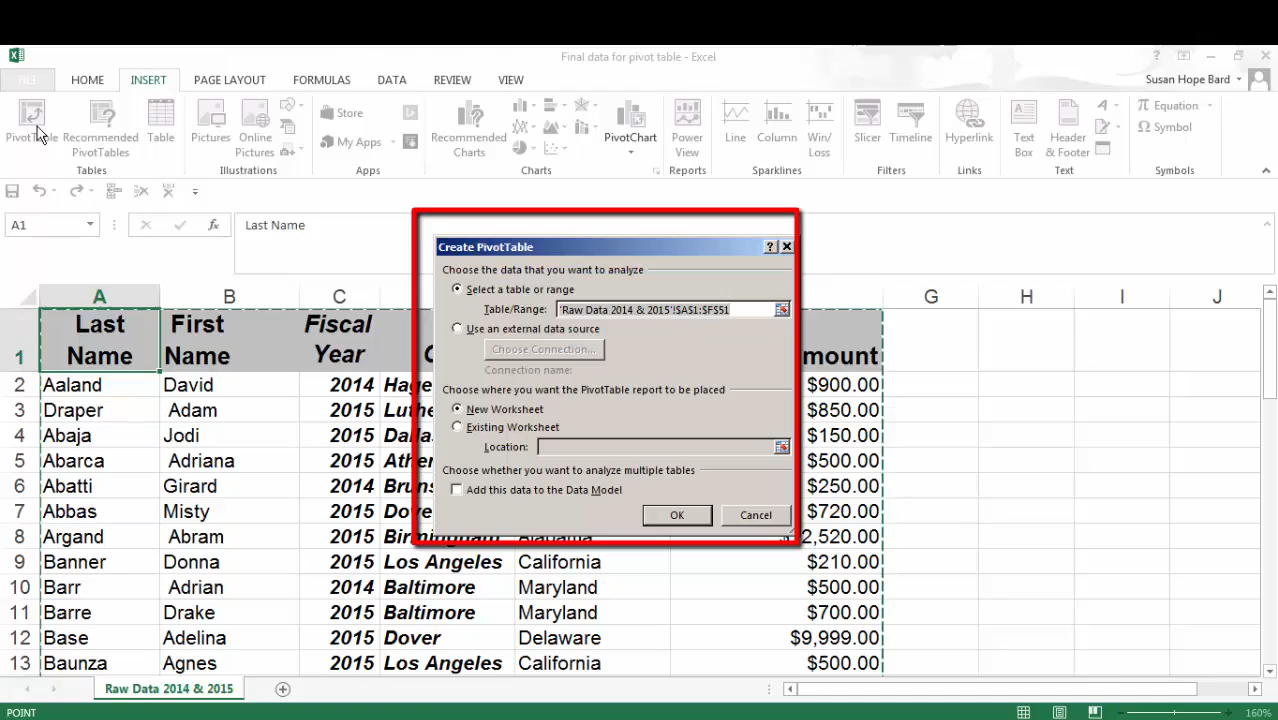 Final data for pivot table - Excel
FILE HOME INSERT PAGE LAYOUT FORMULAS DATA REVIEW VIEW Susan Hope Bard
PivotTable Recommended PivotTables Table Pictures Online Pictures Store My Apps Recommended Charts PivotChart Power View Line Column Win/Loss Slicer Timeline Hyperlink Text Box Header & Footer Equation Symbol
Tables Illustrations Apps Charts Reports Sparklines Filters Links Text Symbols
A1 fx Last Name
Create PivotTable
Choose the data that you want to analyze
Select a table or range
Table/Range: 'Raw Data 2014 & 2015'!$A$1:$F$51
Use an external data source
Choose Connection...
Connection name:
Choose where you want the PivotTable report to be placed
New Worksheet
Existing Worksheet
Location:
Choose whether you want to analyze multiple tables
Add this data to the Data Model
OK Cancel
A B C G H I J
1 Last Name First Name Fiscal Year mount
2 Aaland David 2014 Hage $900.00
3 Draper Adam 2015 Luth $850.00
4 Abaja Jodi 2015 Dalla $150.00
5 Abarca Adriana 2015 Ather $500.00
6 Abatti Girard 2014 Bruns $250.00
7 Abbas Misty 2015 Dove $720.00
8 Argand Abram 2015 Birmingham Alabama 2,520.00
9 Banner Donna 2015 Los Angeles California $210.00
10 Barr Adrian 2014 Baltimore Maryland $500.00
11 Barre Drake 2015 Baltimore Maryland $700.00
12 Base Adelina 2015 Dover Delaware $9,999.00
13 Baunza Agnes 2015 Los Angeles California $500.00
Raw Data 2014 & 2015
POINT 160%